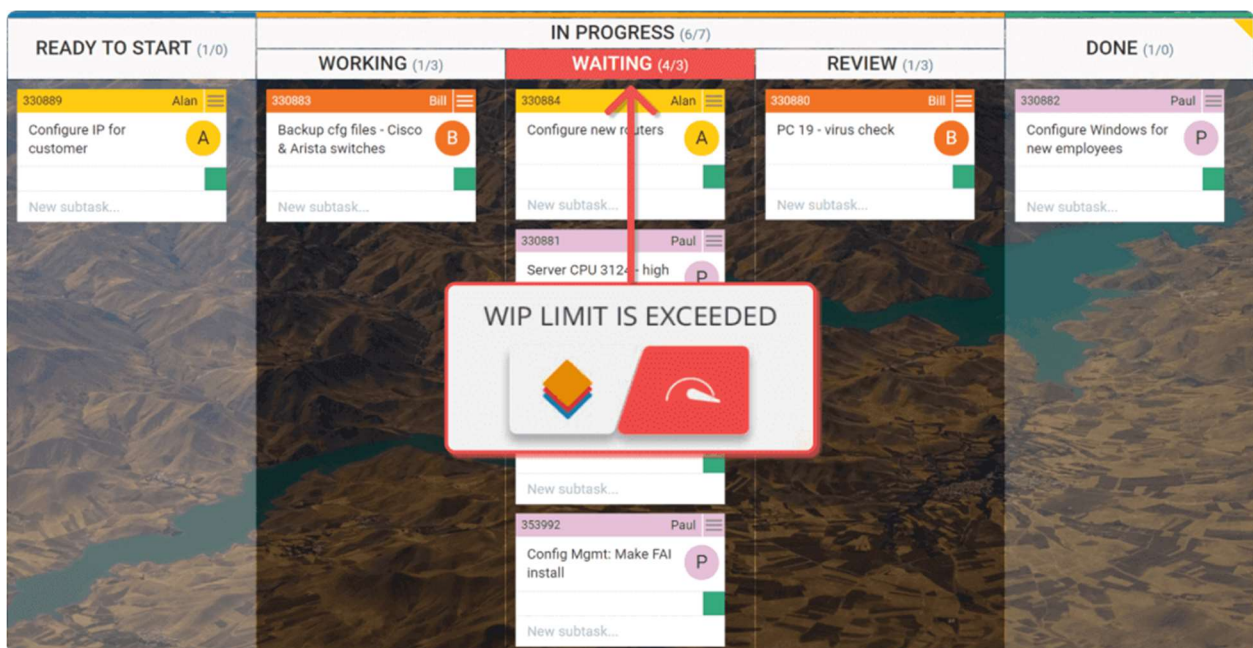 READY TO START (1/0)
IN PROGRESS (6/7)
DONE (1/0)
WORKING (1/3)
WAITING (4/3)
REVIEW (1/3)
330889 Alan
Configure IP for
customer
A
New subtask...
330883 Bill
Backup cfg files - Cisco
& Arista switches
B
New subtask...
330884 Alan
Configure new routers
A
New subtask...
330881 Paul
Server CPU 3124 - high
P
WIP LIMIT IS EXCEEDED
New subtask...
353992 Paul
Config Mgmt: Make FAI
install
P
New subtask...
330880 Bill
PC 19 - virus check
B
New subtask...
330882 Paul
Configure Windows for
new employees
P
New subtask...